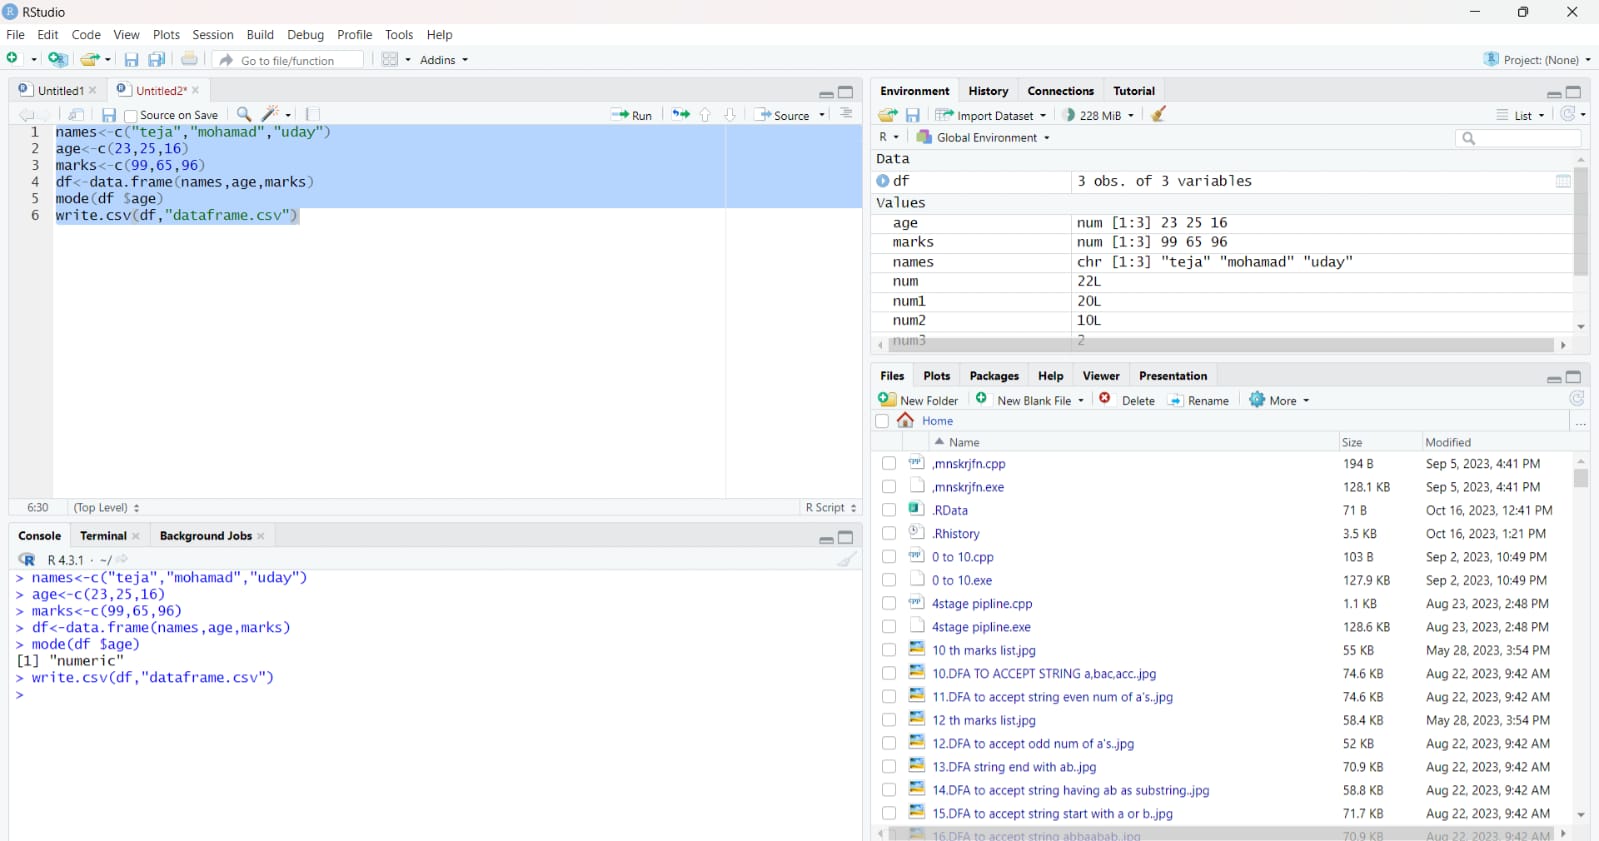 RStudio
File Edit Code View Plots Session Build Debug Profile Tools Help
Go to file/function Addins Project: (None)
Untitled1 Untitled2*
Source on Save Run Source
1 names<-c("teja","mohamad","uday")
2 age<-c(23,25,16)
3 marks<-c(99,65,96)
4 df<-data.frame(names,age,marks)
5 mode(df $age)
6 write.csv(df,"dataframe.csv")
6:30 (Top Level) R Script
Console Terminal Background Jobs
R 4.3.1 · ~/
> names<-c("teja","mohamad","uday")
> age<-c(23,25,16)
> marks<-c(99,65,96)
> df<-data.frame(names,age,marks)
> mode(df $age)
[1] "numeric"
> write.csv(df,"dataframe.csv")
>
Environment History Connections Tutorial
Import Dataset 228 MiB List
R Global Environment
Data
df 3 obs. of 3 variables
Values
age num [1:3] 23 25 16
marks num [1:3] 99 65 96
names chr [1:3] "teja" "mohamad" "uday"
num 22L
num1 20L
num2 10L
num3 2
Files Plots Packages Help Viewer Presentation
New Folder New Blank File Delete Rename More
Home ...
Name Size Modified
,mnskrjfn.cpp 194 B Sep 5, 2023, 4:41 PM
,mnskrjfn.exe 128.1 KB Sep 5, 2023, 4:41 PM
.RData 71 B Oct 16, 2023, 12:41 PM
.Rhistory 3.5 KB Oct 16, 2023, 1:21 PM
0 to 10.cpp 103 B Sep 2, 2023, 10:49 PM
0 to 10.exe 127.9 KB Sep 2, 2023, 10:49 PM
4stage pipline.cpp 1.1 KB Aug 23, 2023, 2:48 PM
4stage pipline.exe 128.6 KB Aug 23, 2023, 2:48 PM
10 th marks list.jpg 55 KB May 28, 2023, 3:54 PM
10.DFA TO ACCEPT STRING a,bac,acc,.jpg 74.6 KB Aug 22, 2023, 9:42 AM
11.DFA to accept string even num of a's..jpg 74.6 KB Aug 22, 2023, 9:42 AM
12 th marks list.jpg 58.4 KB May 28, 2023, 3:54 PM
12.DFA to accept odd num of a's..jpg 52 KB Aug 22, 2023, 9:42 AM
13.DFA string end with ab..jpg 70.9 KB Aug 22, 2023, 9:42 AM
14.DFA to accept string having ab as substring..jpg 58.8 KB Aug 22, 2023, 9:42 AM
15.DFA to accept string start with a or b..jpg 71.7 KB Aug 22, 2023, 9:42 AM
16.DFA to accept string abbaabab..jpg 70.9 KB Aug 22, 2023, 9:42 AM